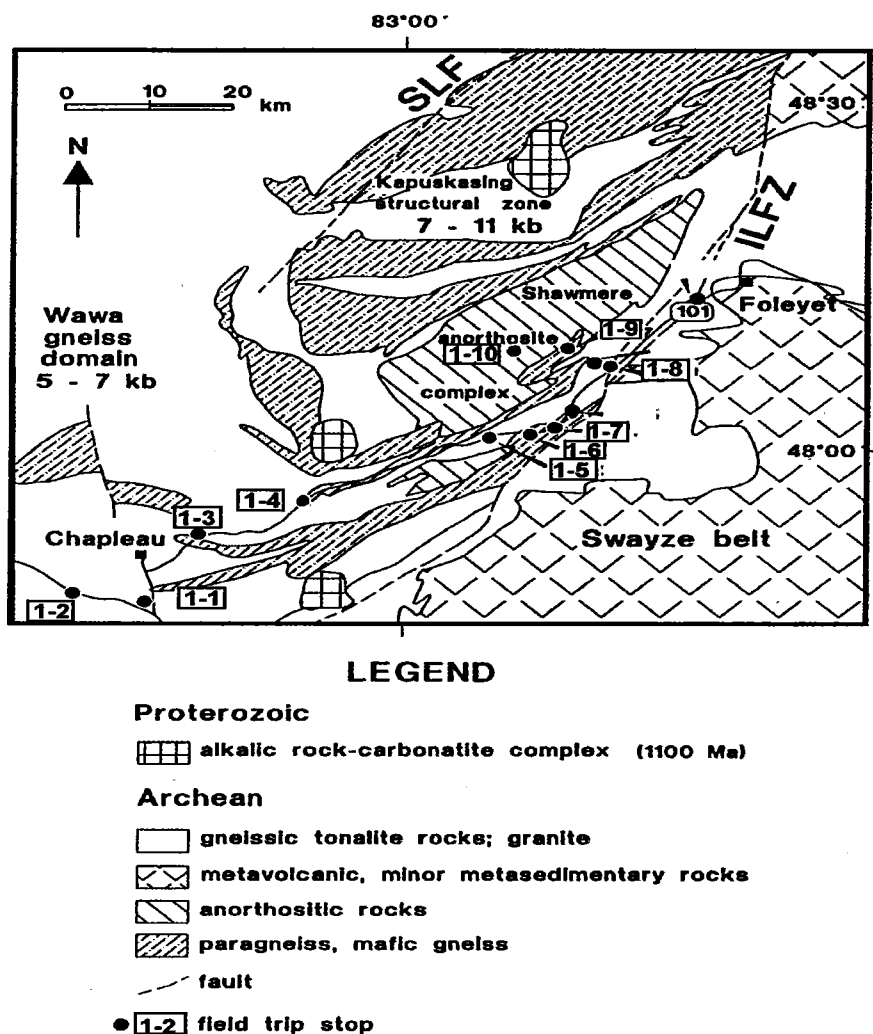 83°00'
0 10 20 km
SLF
48°30'
N
Kapuskasing
structural zone
7 - 11 kb
ILFZ
Wawa
gneiss
domain
5 - 7 kb
Shawmere
anorthosite
complex
101
Foleyet
1-9
1-10
1-8
1-7
1-6
1-5
48°00'
1-4
1-3
Chapleau
Swayze belt
1-1
1-2
LEGEND
Proterozoic
alkalic rock-carbonatite complex (1100 Ma)
Archean
gneissic tonalite rocks; granite
metavolcanic, minor metasedimentary rocks
anorthositic rocks
paragneiss, mafic gneiss
fault
1-2 field trip stop